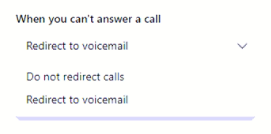 When you can't answer a call
Redirect to voicemail
Do not redirect calls
Redirect to voicemail